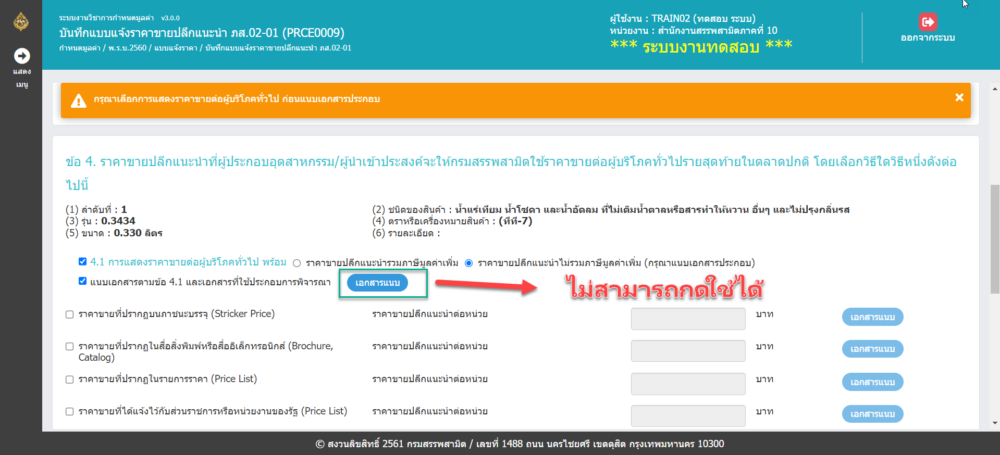 ระบบงานวิชาการกำหนดมูลค่า v3.0.0
บันทึกแบบแจ้งราคาขายปลีกแนะนำ ภส.02-01 (PRCE0009)
กำหนดมูลค่า / พ.ร.บ.2560 / แบบแจ้งราคา / บันทึกแบบแจ้งราคาขายปลีกแนะนำ ภส.02-01
ผู้ใช้งาน : TRAIN02 (ทดสอบ ระบบ)
หน่วยงาน : สำนักงานสรรพสามิตภาคที่ 10
*** ระบบงานทดสอบ ***
ออกจากระบบ
แสดง
เมนู
กรุณาเลือกการแสดงราคาขายต่อผู้บริโภคทั่วไป ก่อนแนบเอกสารประกอบ
ข้อ 4. ราคาขายปลีกแนะนำที่ผู้ประกอบอุตสาหกรรม/ผู้นำเข้าประสงค์จะให้กรมสรรพสามิตใช้ราคาขายต่อผู้บริโภคทั่วไปรายสุดท้ายในตลาดปกติ โดยเลือกวิธีใดวิธีหนึ่งดังต่อ
ไปนี้
(1) ลำดับที่ : 1
(2) ชนิดของสินค้า : น้ำแร่เทียม น้ำโซดา และน้ำอัดลม ที่ไม่เติมน้ำตาลหรือสารทำให้หวาน อื่นๆ และไม่ปรุงกลิ่นรส
(3) รุ่น : 0.3434
(4) ตราหรือเครื่องหมายสินค้า : (ทีที-7)
(5) ขนาด : 0.330 ลิตร
(6) รายละเอียด :
4.1 การแสดงราคาขายต่อผู้บริโภคทั่วไป พร้อม ราคาขายปลีกแนะนำรวมภาษีมูลค่าเพิ่ม ราคาขายปลีกแนะนำไม่รวมภาษีมูลค่าเพิ่ม (กรุณาแนบเอกสารประกอบ)
แนบเอกสารตามข้อ 4.1 และเอกสารที่ใช้ประกอบการพิจารณา เอกสารแนบ
ไม่สามารถกดใช้ได้
ราคาขายที่ปรากฏบนภาชนะบรรจุ (Stricker Price) ราคาขายปลีกแนะนำต่อหน่วย บาท เอกสารแนบ
ราคาขายที่ปรากฏในสื่อสิ่งพิมพ์หรือสื่ออิเล็กทรอนิกส์ (Brochure, ราคาขายปลีกแนะนำต่อหน่วย บาท เอกสารแนบ
Catalog)
ราคาขายที่ปรากฏในรายการราคา (Price List) ราคาขายปลีกแนะนำต่อหน่วย บาท เอกสารแนบ
ราคาขายที่ได้แจ้งไว้กับส่วนราชการหรือหน่วยงานของรัฐ (Price List) ราคาขายปลีกแนะนำต่อหน่วย บาท เอกสารแนบ
© สงวนลิขสิทธิ์ 2561 กรมสรรพสามิต / เลขที่ 1488 ถนน นครไชยศรี เขตดุสิต กรุงเทพมหานคร 10300